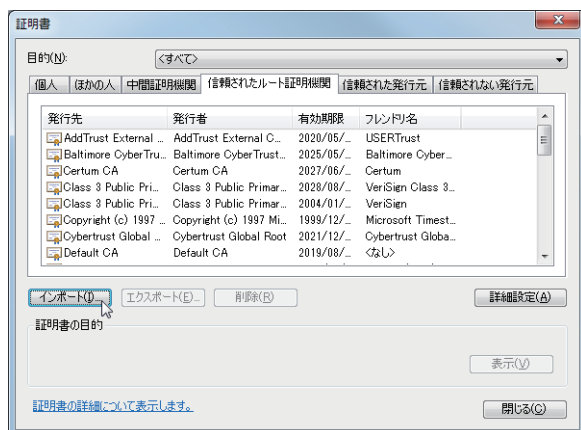 証明書
目的(N): <すべて>
個人 ほかの人 中間証明機関 信頼されたルート証明機関 信頼された発行元 信頼されない発行元
発行先 発行者 有効期限 フレンドリ名
AddTrust External ... AddTrust External C... 2020/05/... USERTrust
Baltimore CyberTru... Baltimore CyberTrust... 2025/05/... Baltimore Cyber...
Certum CA Certum CA 2027/06/... Certum
Class 3 Public Pri... Class 3 Public Primar... 2028/08/... VeriSign Class 3...
Class 3 Public Pri... Class 3 Public Primar... 2004/01/... VeriSign
Copyright (c) 1997 ... Copyright (c) 1997 Mi... 1999/12/... Microsoft Timest...
Cybertrust Global ... Cybertrust Global Root 2021/12/... Cybertrust Globa...
Default CA Default CA 2019/08/... <なし>
インポート(I)... エクスポート(E)... 削除(R) 詳細設定(A)
証明書の目的
表示(V)
証明書の詳細について表示します。
閉じる(C)